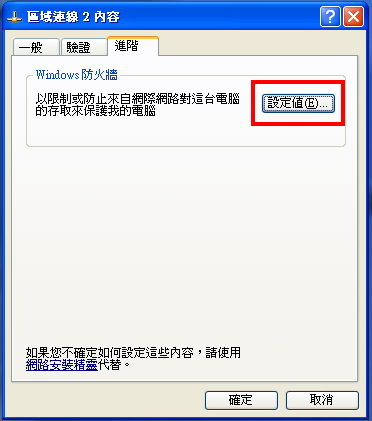 區域連線 2 內容
一般 驗證 進階
Windows 防火牆
以限制或防止來自網際網路對這台電腦
的存取來保護我的電腦
設定值(E)...
如果您不確定如何設定這些內容，請使用
網路安裝精靈代替。
確定 取消